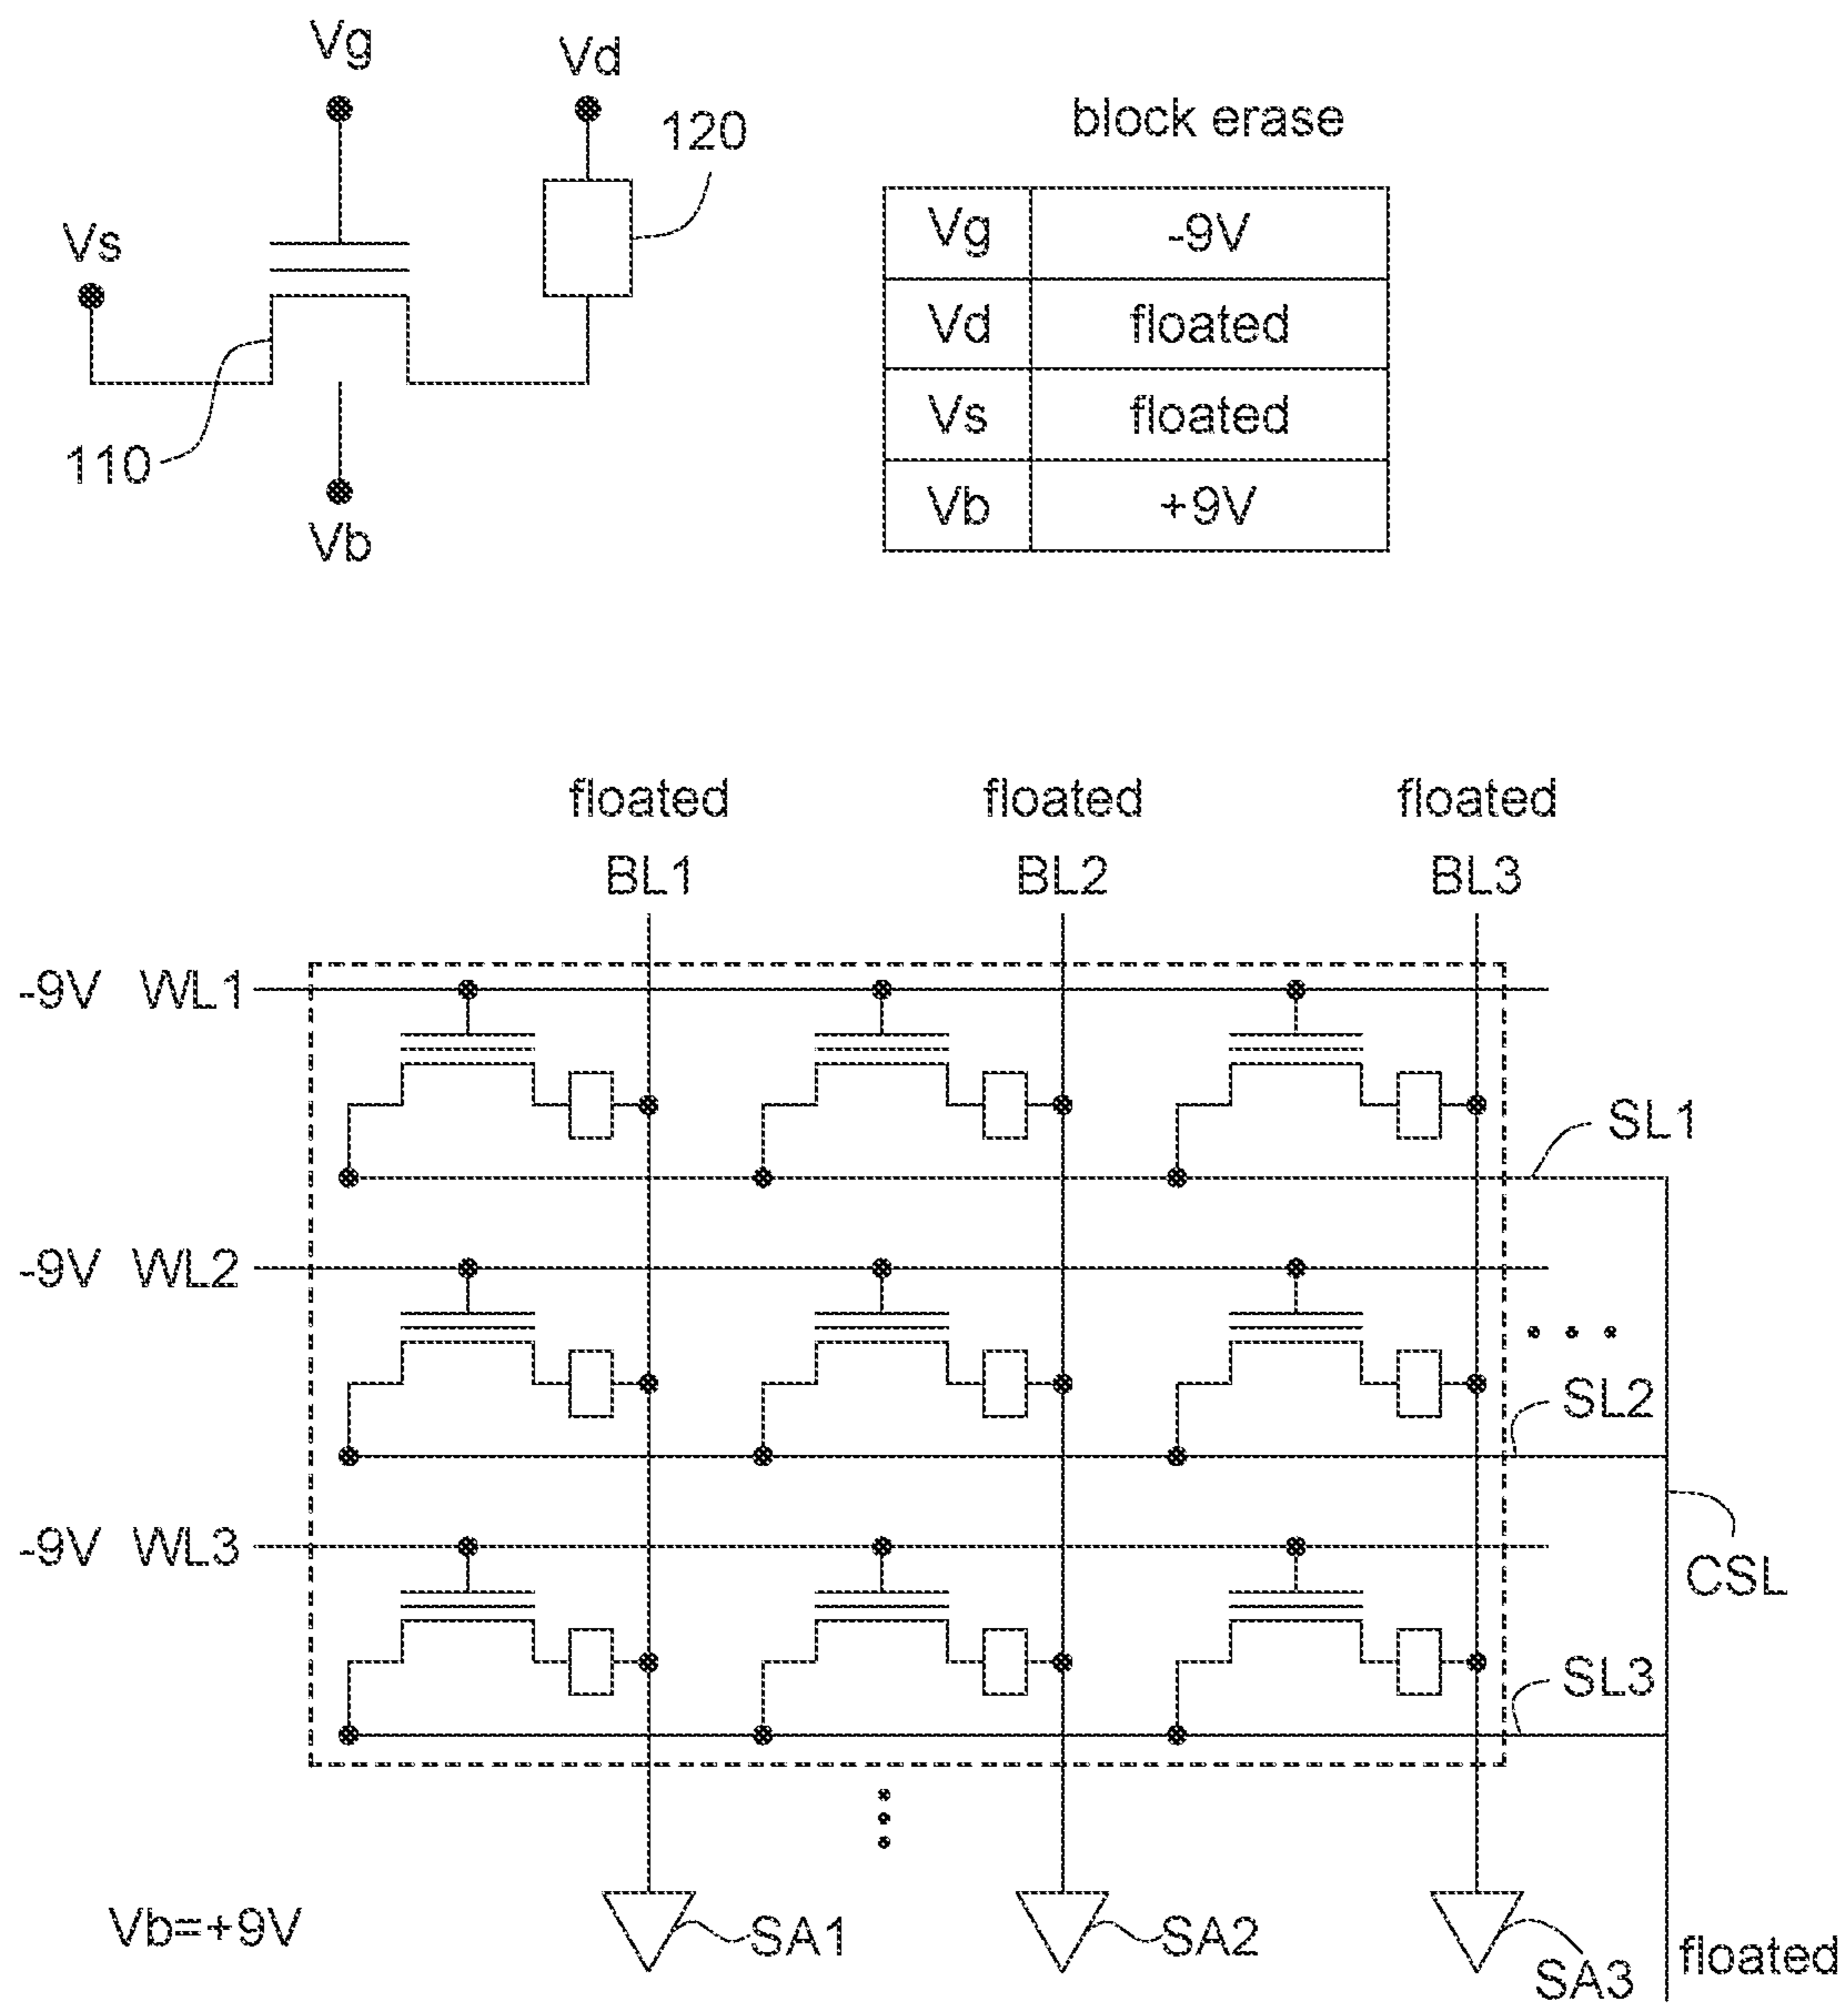 Vg
Vd
120
Vs
110
Vb
block erase
Vg -9V
Vd floated
Vs floated
Vb +9V
floated floated floated
BL1 BL2 BL3
-9V WL1
SL1
-9V WL2
SL2
-9V WL3
CSL
SL3
Vb=+9V
SA1
SA2
SA3
floated